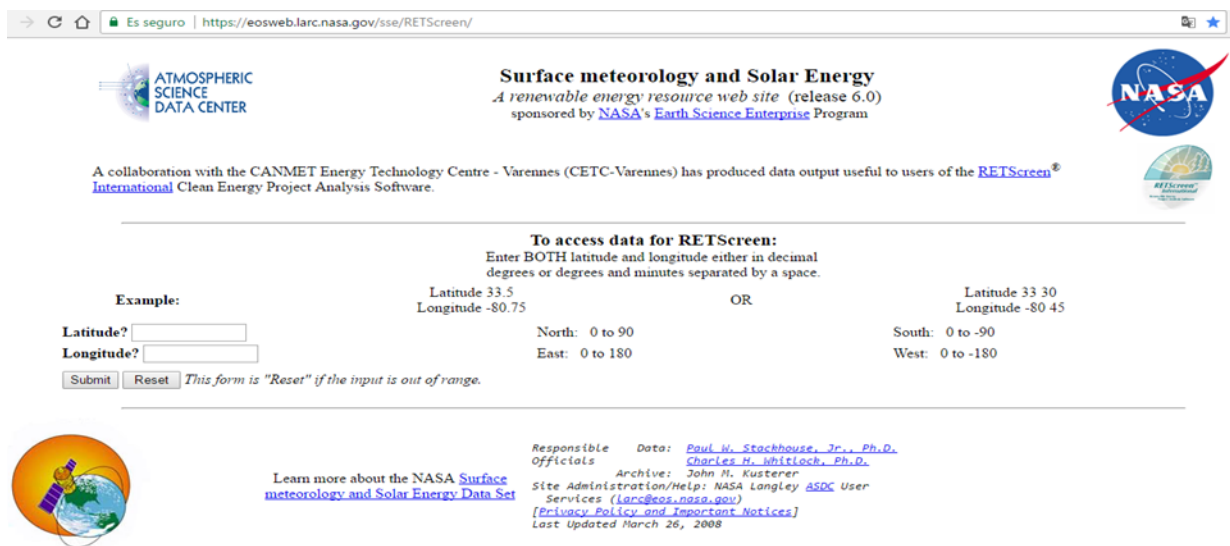 Es seguro | https://eosweb.larc.nasa.gov/sse/RETScreen/
ATMOSPHERIC
SCIENCE
DATA CENTER
Surface meteorology and Solar Energy
A renewable energy resource web site (release 6.0)
sponsored by NASA's Earth Science Enterprise Program
NASA
A collaboration with the CANMET Energy Technology Centre - Varennes (CETC-Varennes) has produced data output useful to users of the RETScreen®
International Clean Energy Project Analysis Software.
RETScreen®
International
To access data for RETScreen:
Enter BOTH latitude and longitude either in decimal
degrees or degrees and minutes separated by a space.
Example:
Latitude 33.5
Longitude -80.75
OR
Latitude 33 30
Longitude -80 45
Latitude? North: 0 to 90 South: 0 to -90
Longitude? East: 0 to 180 West: 0 to -180
Submit Reset This form is "Reset" if the input is out of range.
Learn more about the NASA Surface
meteorology and Solar Energy Data Set
Responsible Data: Paul W. Stackhouse, Jr., Ph.D.
Officials Charles H. Whitlock, Ph.D.
Archive: John M. Kusterer
Site Administration/Help: NASA Langley ASDC User
Services (larc@eos.nasa.gov)
[Privacy Policy and Important Notices]
Last Updated March 26, 2008